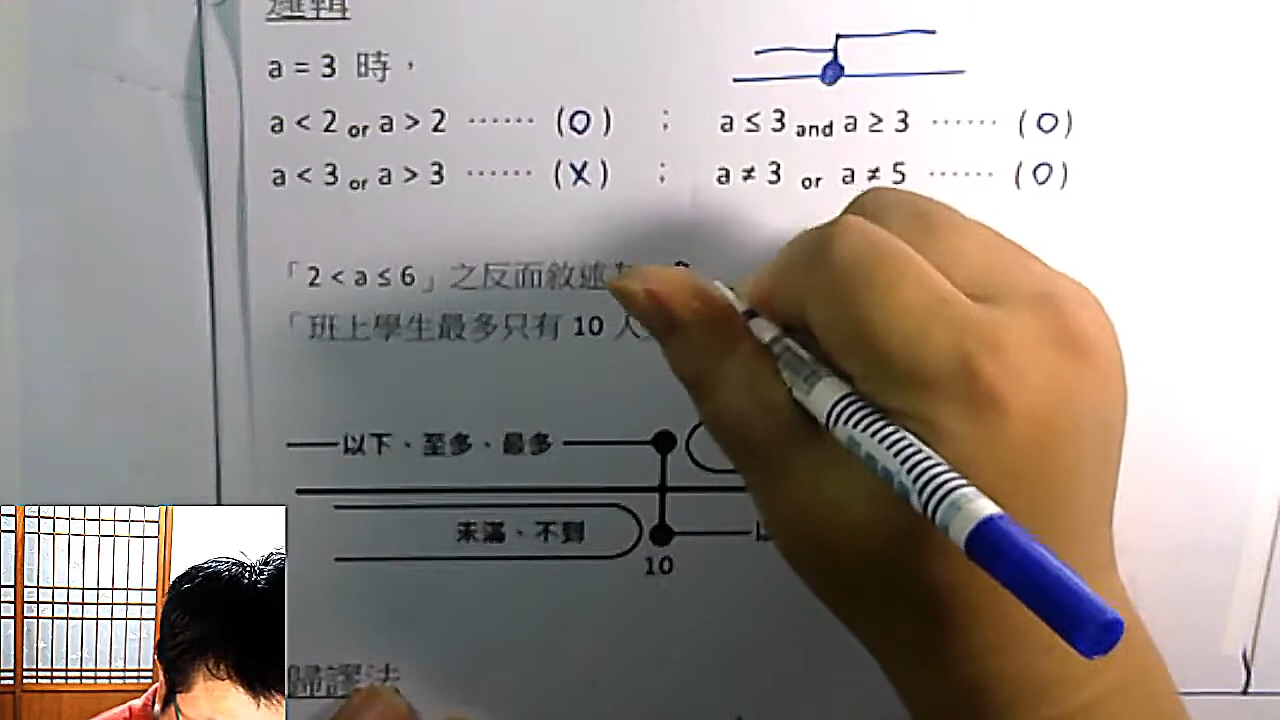 邏輯
a = 3 時，
a < 2 or a > 2 …… (O) ； a ≤ 3 and a ≥ 3 …… (O)
a < 3 or a > 3 …… (X) ； a ≠ 3 or a ≠ 5 …… (O)
「2 < a ≤ 6」之反面敘述
「班上學生最多只有 10 人
以下、至多、最多
未滿、不到
10
歸謬法